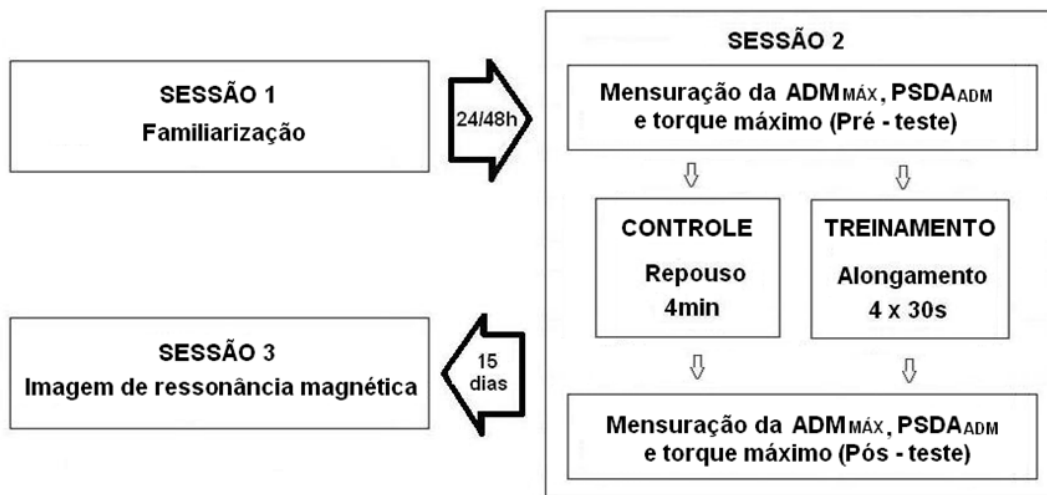 SESSÃO 1
Familiarização
24/48h
SESSÃO 2
Mensuração da ADMMÁX, PSDAADM
e torque máximo (Pré - teste)
CONTROLE
Repouso
4min
TREINAMENTO
Alongamento
4 x 30s
Mensuração da ADMMÁX, PSDAADM
e torque máximo (Pós - teste)
15
dias
SESSÃO 3
Imagem de ressonância magnética